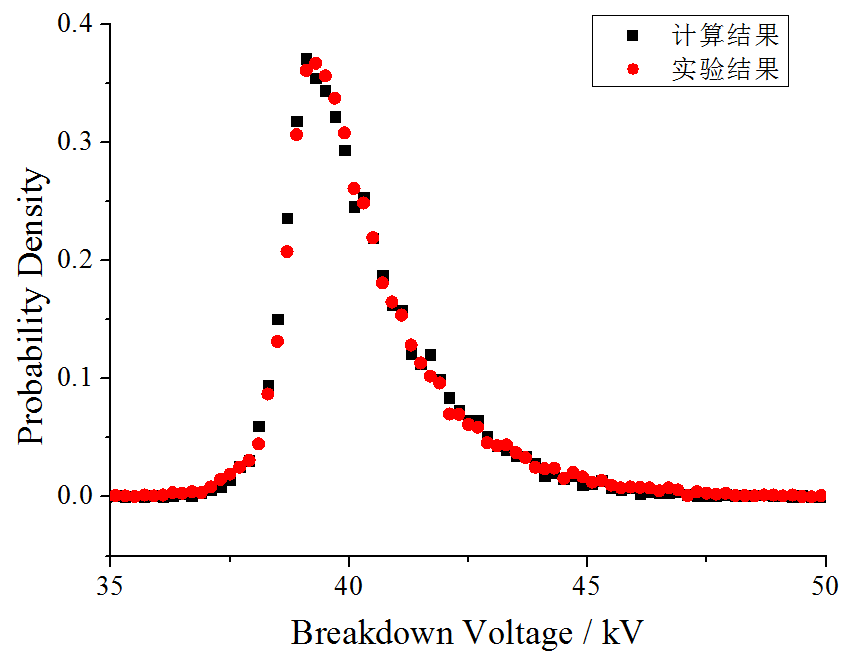 0.4
计算结果
实验结果
0.3
0.2
0.1
0.0
Probability Density
35 40 45 50
Breakdown Voltage / kV